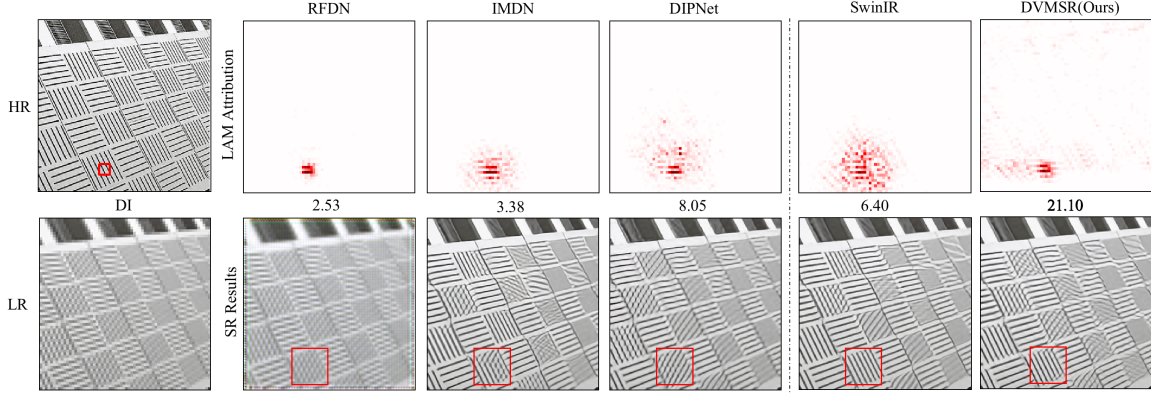 RFDN IMDN DIPNet SwinIR DVMSR(Ours)
HR
LAM Attribution
DI 2.53 3.38 8.05 6.40 21.10
LR
SR Results